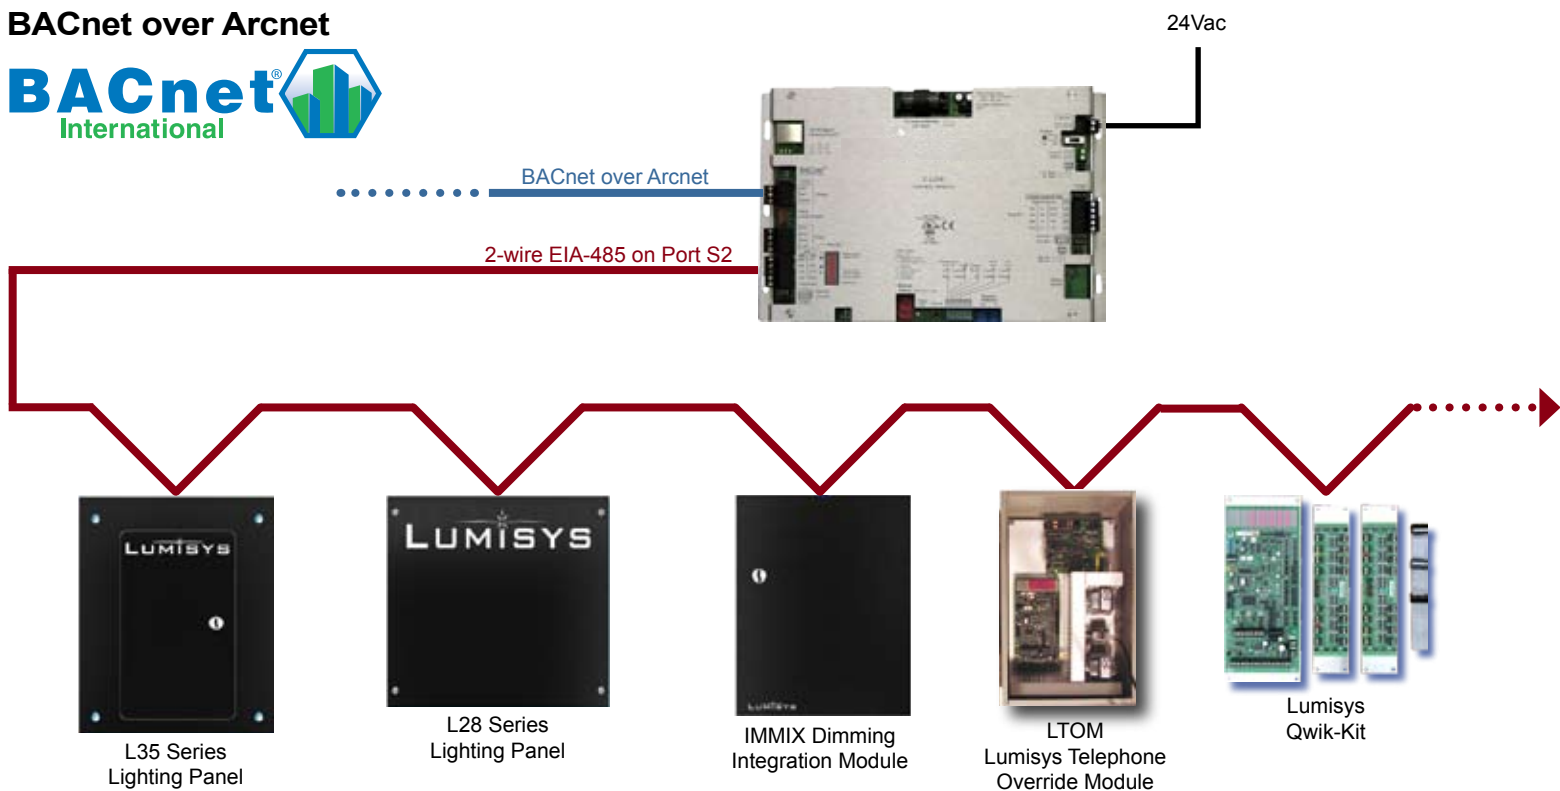 BACnet over Arcnet
24Vac
BACnet®
International
BACnet over Arcnet
2-wire EIA-485 on Port S2
LUMISYS
LUMISYS
LUMISYS
L35 Series
Lighting Panel
L28 Series
Lighting Panel
IMMIX Dimming
Integration Module
LTOM
Lumisys Telephone
Override Module
Lumisys
Qwik-Kit